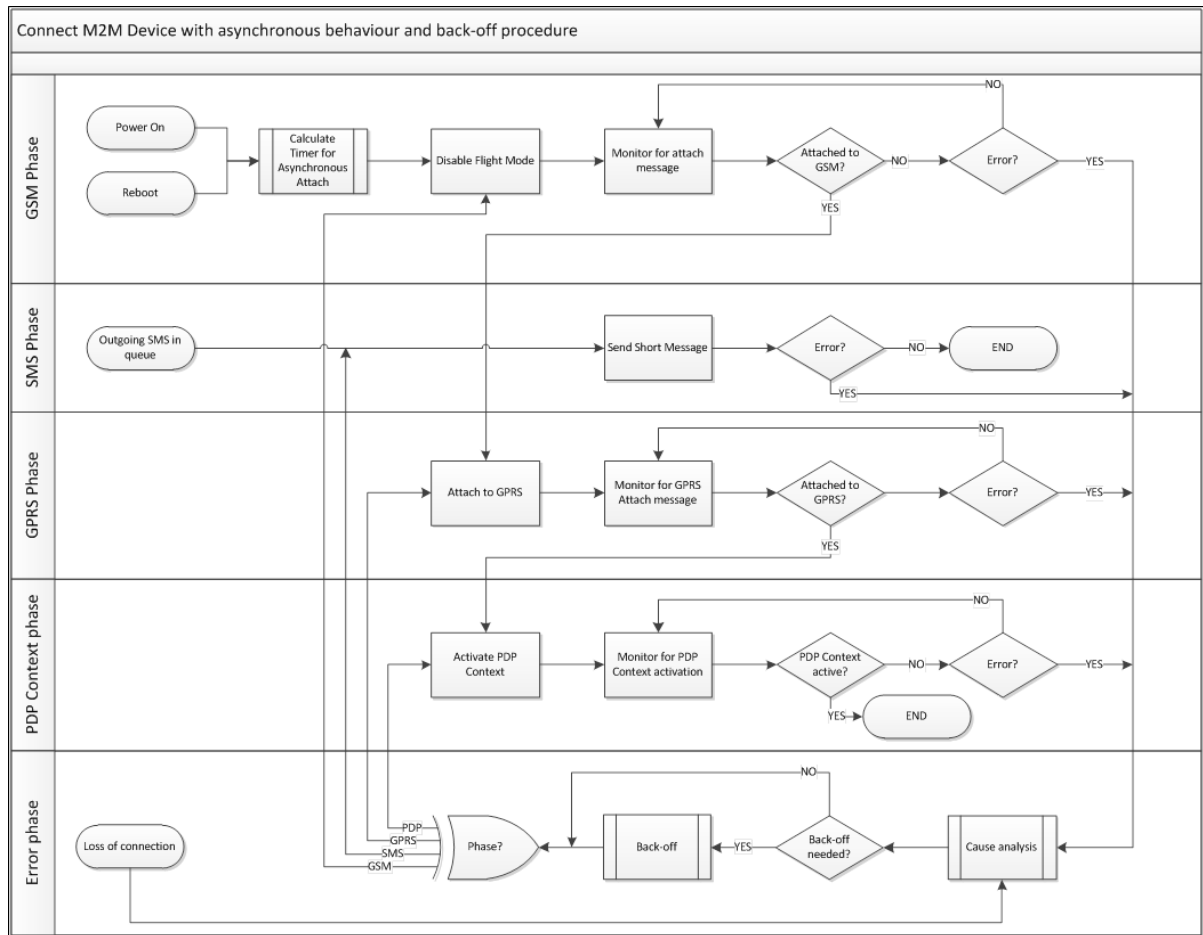 Connect M2M Device with asynchronous behaviour and back-off procedure
GSM Phase
Power On
Reboot
Calculate
Timer for
Asynchronous
Attach
Disable Flight Mode
Monitor for attach
message
Attached to
GSM?
NO
YES
Error?
NO
YES
SMS Phase
Outgoing SMS in
queue
Send Short Message
Error?
NO
YES
END
GPRS Phase
Attach to GPRS
Monitor for GPRS
Attach message
Attached to
GPRS?
YES
Error?
NO
YES
PDP Context phase
Activate PDP
Context
Monitor for PDP
Context activation
PDP Context
active?
NO
YES
END
Error?
NO
YES
Error phase
Loss of connection
PDP
GPRS
SMS
GSM
Phase?
Back-off
YES
NO
Back-off
needed?
Cause analysis